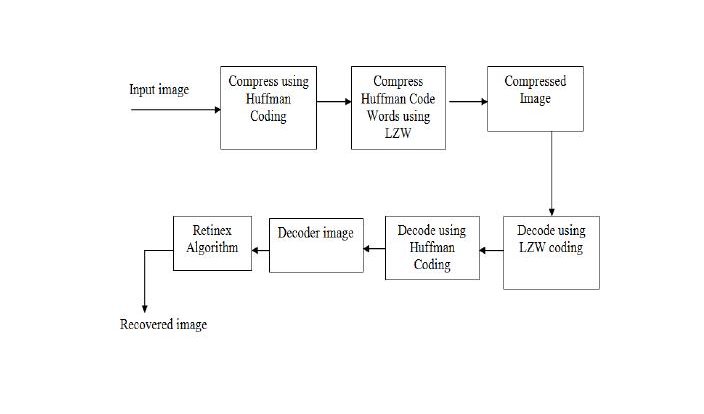 Input image
Compress using
Huffman
Coding
Compress
Huffman Code
Words using
LZW
Compressed
Image
Decode using
LZW coding
Decode using
Huffman
Coding
Decoder image
Retinex
Algorithm
Recovered image